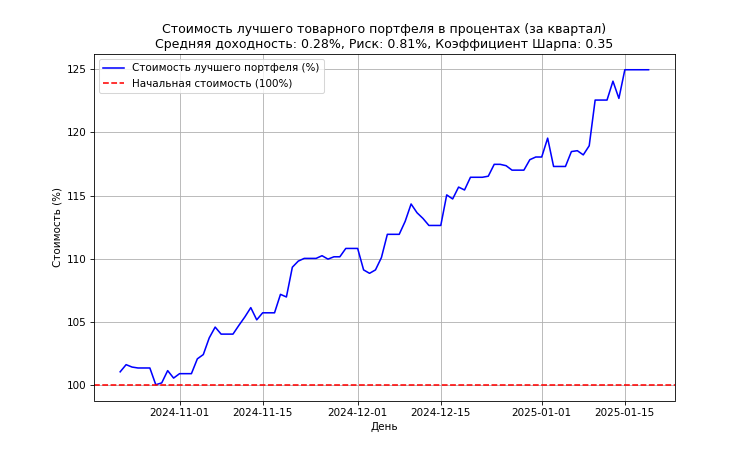 Стоимость лучшего товарного портфеля в процентах (за квартал)
Средняя доходность: 0.28%, Риск: 0.81%, Коэффициент Шарпа: 0.35
Стоимость лучшего портфеля (%)
Начальная стоимость (100%)
Стоимость (%)
125
120
115
110
105
100
2024-11-01 2024-11-15 2024-12-01 2024-12-15 2025-01-01 2025-01-15
День